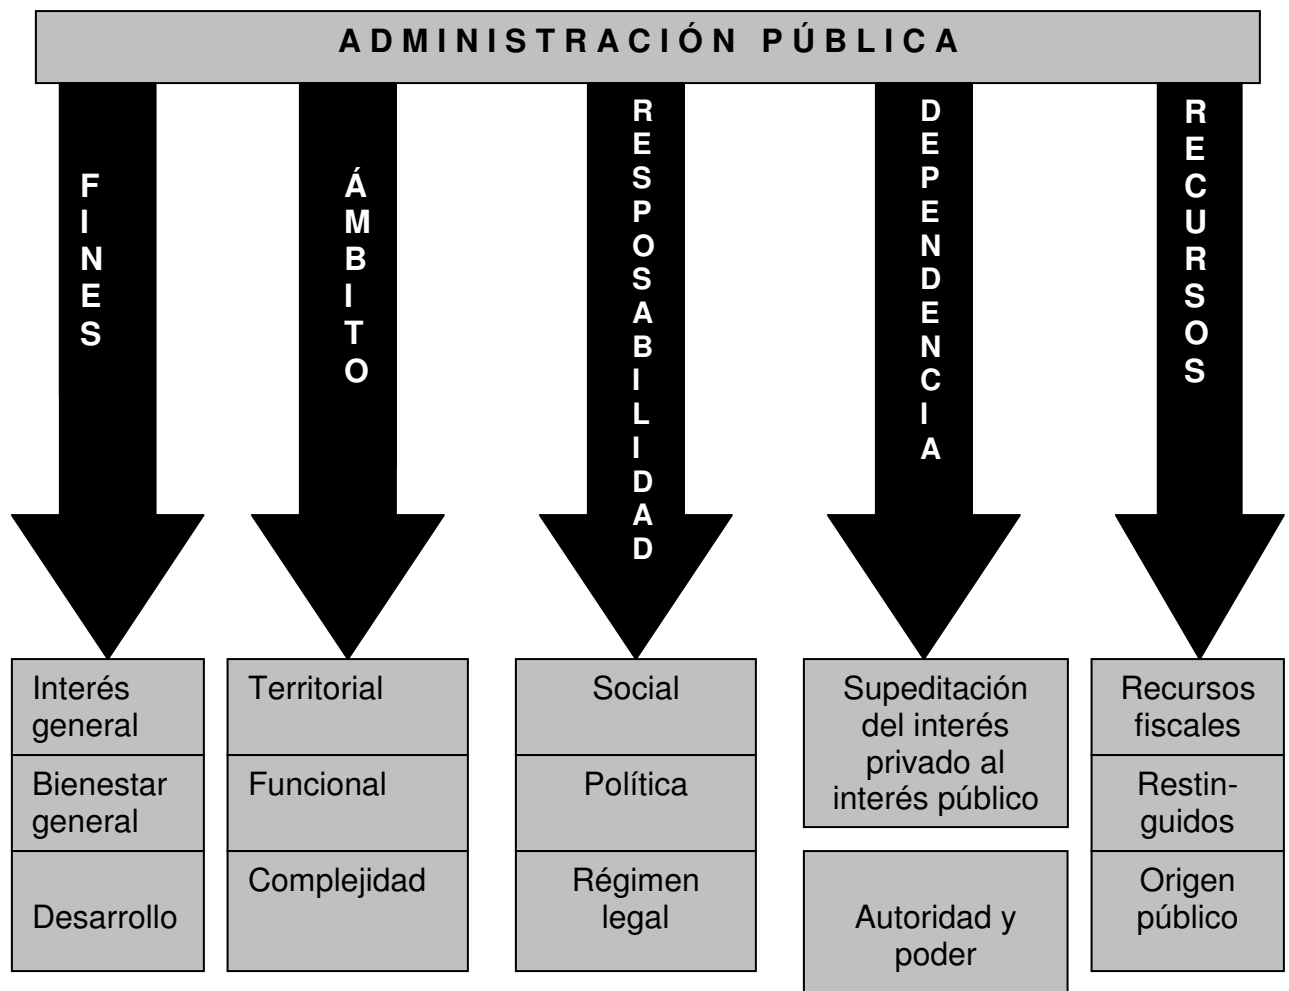 ADMINISTRACIÓN PÚBLICA
FINES
ÁMBITO
RESPOSABILIDAD
DEPENDENCIA
RECURSOS
Interés
general
Bienestar
general
Desarrollo
Territorial
Funcional
Complejidad
Social
Política
Régimen
legal
Supeditación
del interés
privado al
interés público
Autoridad y
poder
Recursos
fiscales
Restin-
guidos
Origen
público